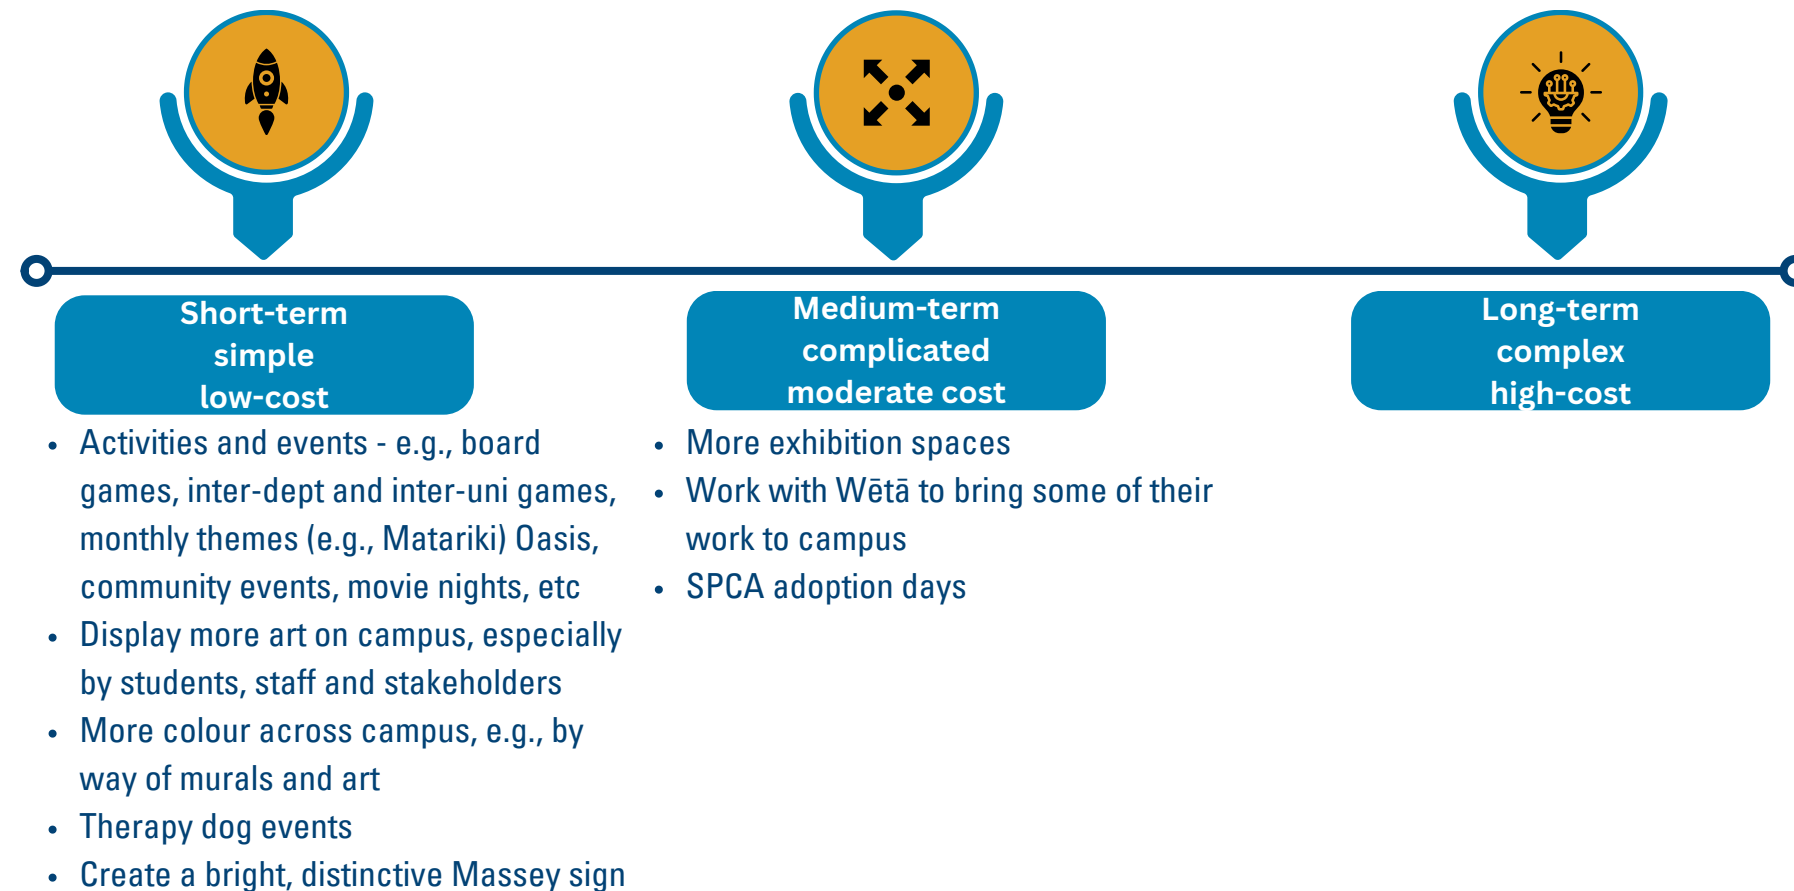 Short-term
simple
low-cost
Medium-term
complicated
moderate cost
Long-term
complex
high-cost
• Activities and events - e.g., board
games, inter-dept and inter-uni games,
monthly themes (e.g., Matariki) Oasis,
community events, movie nights, etc
• Display more art on campus, especially
by students, staff and stakeholders
• More colour across campus, e.g., by
way of murals and art
• Therapy dog events
• Create a bright, distinctive Massey sign
• More exhibition spaces
• Work with Wētā to bring some of their
work to campus
• SPCA adoption days